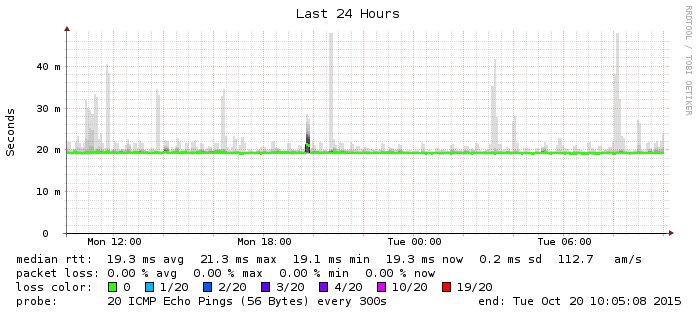 Last 24 Hours
RRDTOOL / TOBI OETIKER
Seconds
40 m
30 m
20 m
10 m
0
Mon 12:00 Mon 18:00 Tue 00:00 Tue 06:00
median rtt: 19.3 ms avg 21.3 ms max 19.1 ms min 19.3 ms now 0.2 ms sd 112.7 am/s
packet loss: 0.00 % avg 0.00 % max 0.00 % min 0.00 % now
loss color: 0 1/20 2/20 3/20 4/20 10/20 19/20
probe: 20 ICMP Echo Pings (56 Bytes) every 300s end: Tue Oct 20 10:05:08 2015